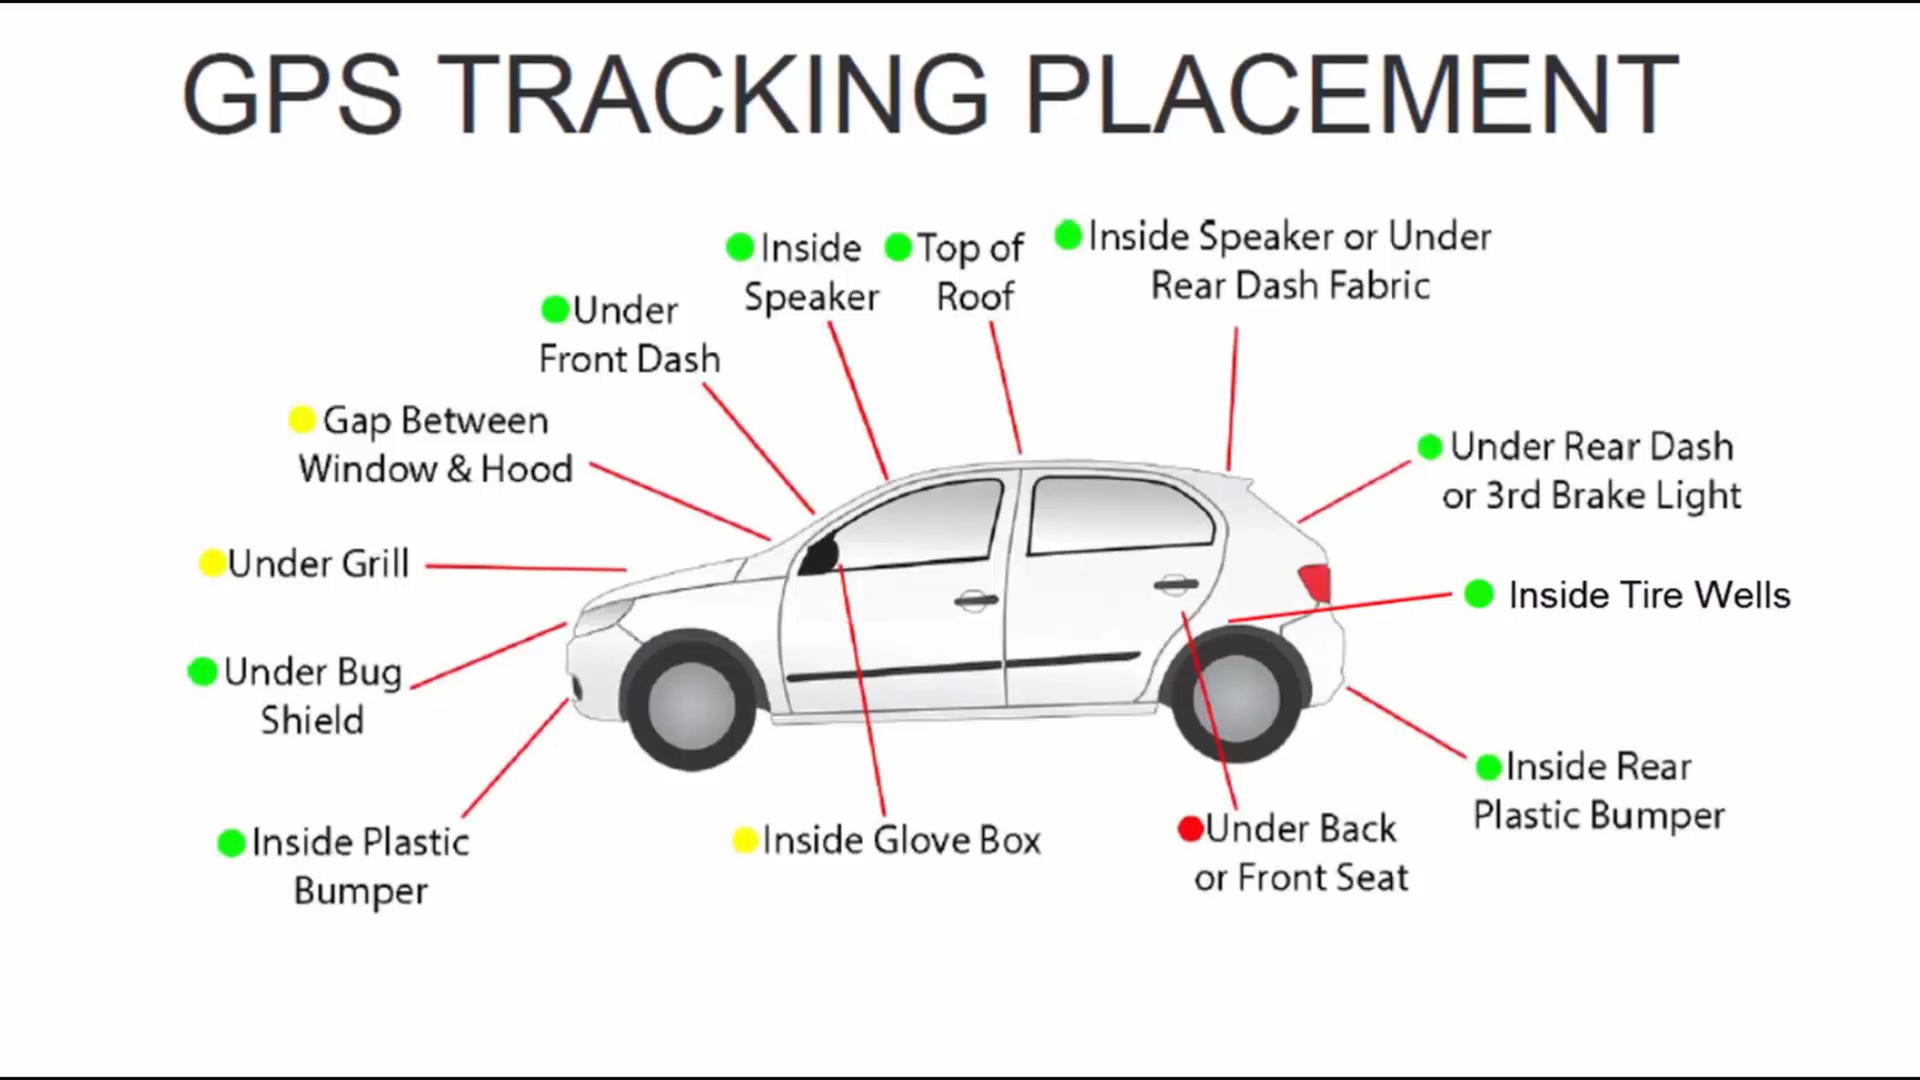 GPS TRACKING PLACEMENT
Inside
Speaker
Top of
Roof
Inside Speaker or Under
Rear Dash Fabric
Under
Front Dash
Gap Between
Window & Hood
Under Rear Dash
or 3rd Brake Light
Under Grill
Inside Tire Wells
Under Bug
Shield
Inside Rear
Plastic Bumper
Inside Plastic
Bumper
Inside Glove Box
Under Back
or Front Seat